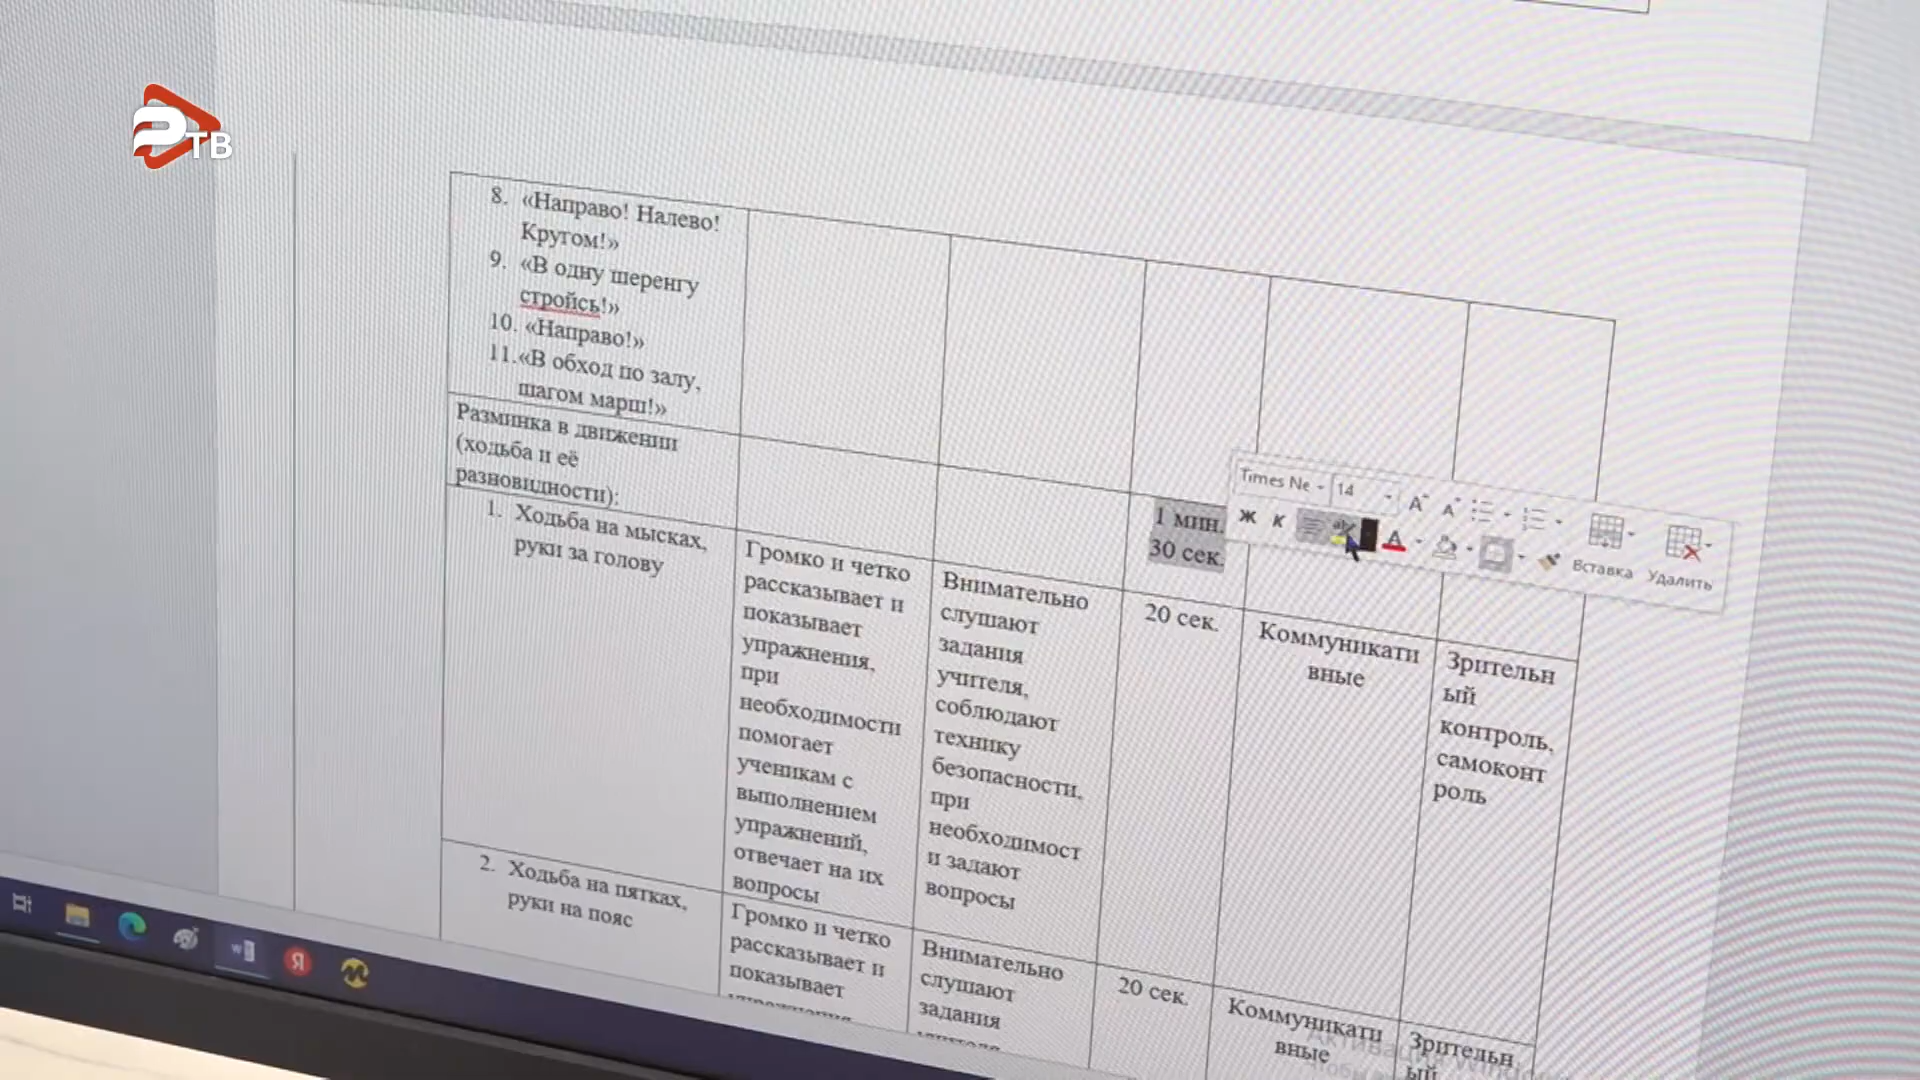 ТВ
8. «Направо! Налево!
Кругом!»
9. «В одну шеренгу
стройсь!»
10. «Направо!»
11.«В обход по залу,
шагом марш!»
Разминка в движении
(ходьба и её
разновидности):
1 мин.
30 сек.
Times Ne
14
Ж К
Вставка
Удалить
1. Ходьба на мысках,
руки за голову
Громко и четко
рассказывает и
показывает
упражнения,
при
необходимости
помогает
ученикам с
выполнением
упражнений,
отвечает на их
вопросы
Внимательно
слушают
задания
учителя,
соблюдают
технику
безопасности,
при
необходимост
и задают
вопросы
20 сек.
Коммуникати
вные
Зрительн
ый
контроль,
самоконт
роль
2. Ходьба на пятках,
руки на пояс
Громко и четко
рассказывает и
показывает
Внимательно
слушают
задания
20 сек.
Коммуникати
вные
Зрительн
ый
Активация Windows
Чтобы